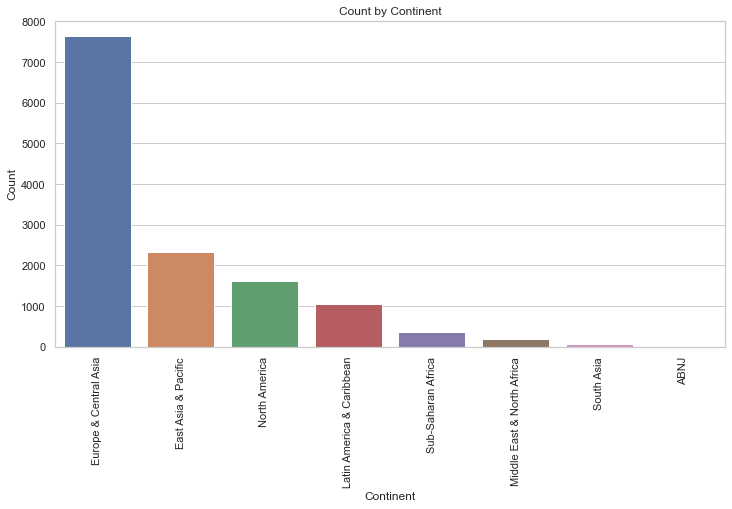 Count by Continent
8000
7000
6000
5000
4000
3000
2000
1000
0
Count
Europe & Central Asia
East Asia & Pacific
North America
Latin America & Caribbean
Sub-Saharan Africa
Middle East & North Africa
South Asia
ABNJ
Continent